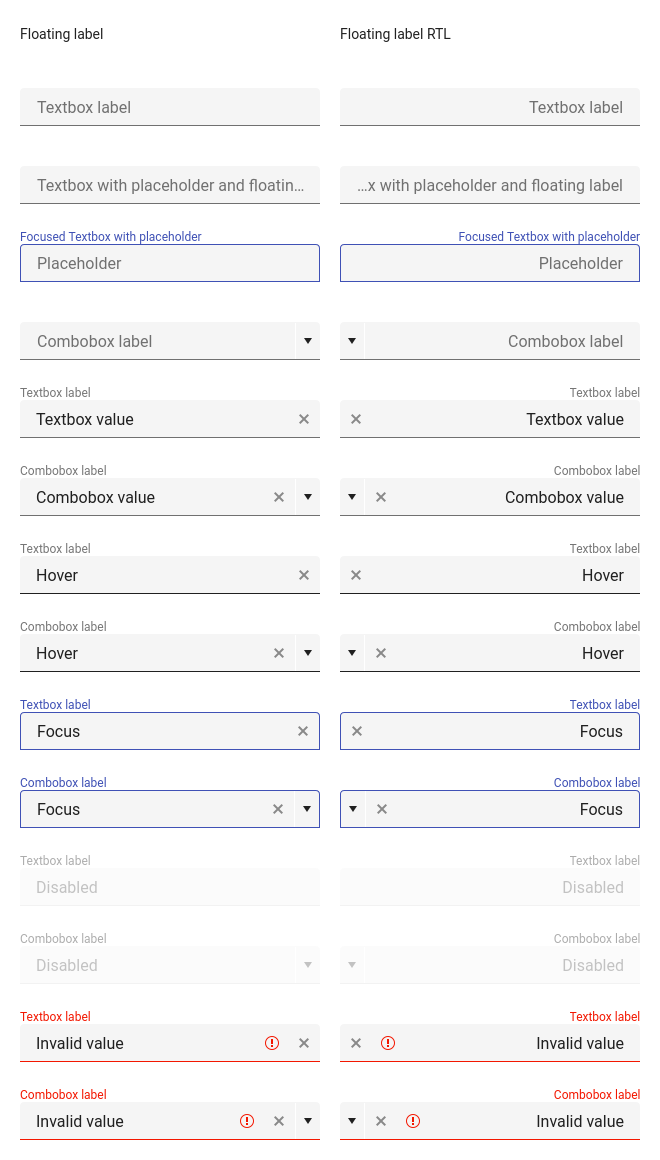 Floating label
Floating label RTL
Textbox label
Textbox label
Textbox with placeholder and floatin...
...x with placeholder and floating label
Focused Textbox with placeholder
Focused Textbox with placeholder
Placeholder
Placeholder
Combobox label
Combobox label
Textbox label
Textbox label
Textbox value
Textbox value
Combobox label
Combobox label
Combobox value
Combobox value
Textbox label
Textbox label
Hover
Hover
Combobox label
Combobox label
Hover
Hover
Textbox label
Textbox label
Focus
Focus
Combobox label
Combobox label
Focus
Focus
Textbox label
Textbox label
Disabled
Disabled
Combobox label
Combobox label
Disabled
Disabled
Textbox label
Textbox label
Invalid value
Invalid value
Combobox label
Combobox label
Invalid value
Invalid value